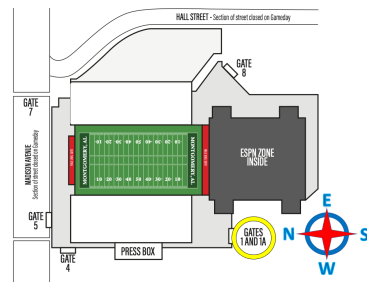 HALL STREET - Section of street closed on Gameday
GATE
8
GATE
7
MADISON AVENUE
Section of street closed on Gameday
MONTGOMERY, AL
MONTGOMERY, AL
ESPN ZONE
INSIDE
GATE
5
GATE
4
PRESS BOX
GATES
1 AND 1A
E
N
S
W